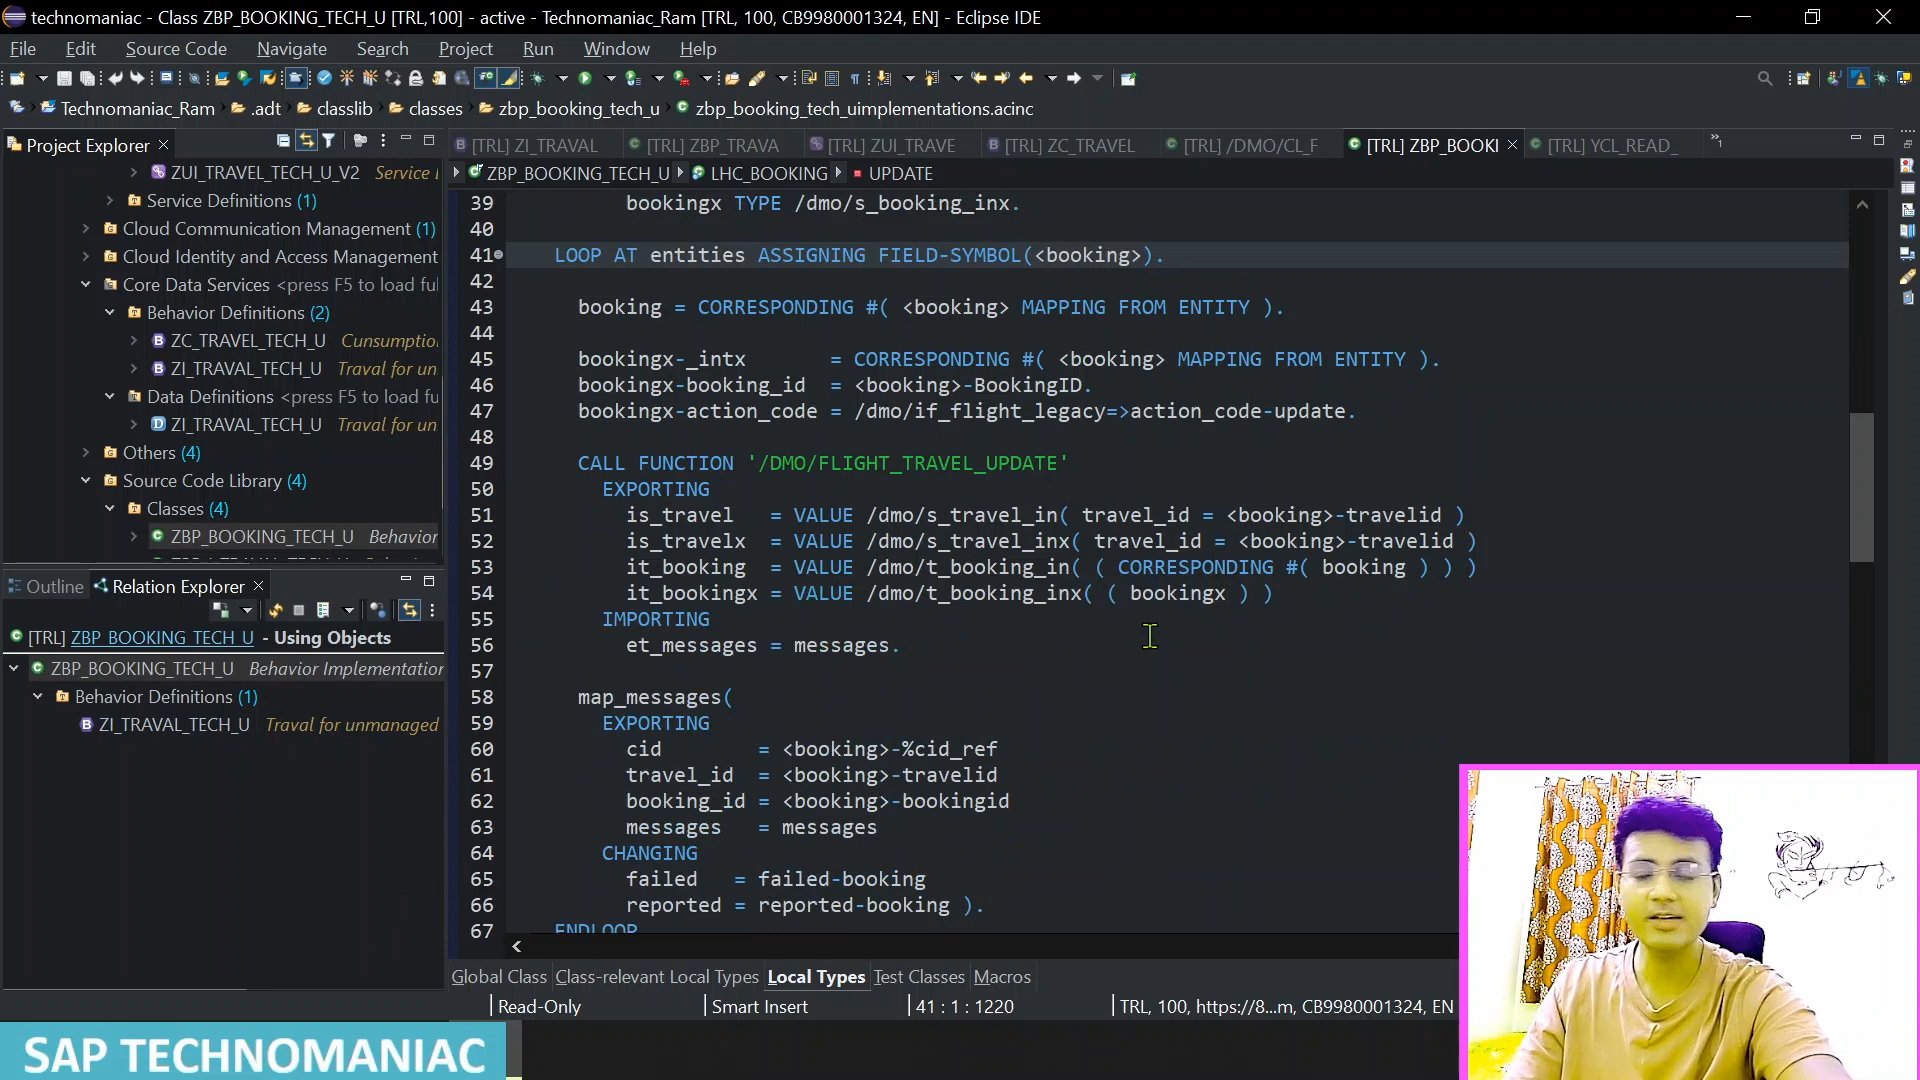 technomaniac - Class ZBP_BOOKING_TECH_U [TRL,100] - active - Technomaniac_Ram [TRL, 100, CB9980001324, EN] - Eclipse IDE
File Edit Source Code Navigate Search Project Run Window Help
Technomaniac_Ram .adt classlib classes zbp_booking_tech_u zbp_booking_tech_uimplementations.acinc
Project Explorer
ZUI_TRAVEL_TECH_U_V2 Service
Service Definitions (1)
Cloud Communication Management (1)
Cloud Identity and Access Management
Core Data Services <press F5 to load ful
Behavior Definitions (2)
ZC_TRAVEL_TECH_U Cunsumptio
ZI_TRAVAL_TECH_U Traval for un
Data Definitions <press F5 to load fu
ZI_TRAVAL_TECH_U Traval for un
Others (4)
Source Code Library (4)
Classes (4)
ZBP_BOOKING_TECH_U Behavior
Outline Relation Explorer
[TRL] ZBP_BOOKING_TECH_U - Using Objects
ZBP_BOOKING_TECH_U Behavior Implementation
Behavior Definitions (1)
ZI_TRAVAL_TECH_U Traval for unmanaged
[TRL] ZI_TRAVAL [TRL] ZBP_TRAVA [TRL] ZUI_TRAVE [TRL] ZC_TRAVEL [TRL] /DMO/CL_F [TRL] ZBP_BOOKI [TRL] YCL_READ_ »1
ZBP_BOOKING_TECH_U LHC_BOOKING UPDATE
39 bookingx TYPE /dmo/s_booking_inx.
40
41 LOOP AT entities ASSIGNING FIELD-SYMBOL(<booking>).
42
43 booking = CORRESPONDING #( <booking> MAPPING FROM ENTITY ).
44
45 bookingx-_intx = CORRESPONDING #( <booking> MAPPING FROM ENTITY ).
46 bookingx-booking_id = <booking>-BookingID.
47 bookingx-action_code = /dmo/if_flight_legacy=>action_code-update.
48
49 CALL FUNCTION '/DMO/FLIGHT_TRAVEL_UPDATE'
50 EXPORTING
51 is_travel = VALUE /dmo/s_travel_in( travel_id = <booking>-travelid )
52 is_travelx = VALUE /dmo/s_travel_inx( travel_id = <booking>-travelid )
53 it_booking = VALUE /dmo/t_booking_in( ( CORRESPONDING #( booking ) ) )
54 it_bookingx = VALUE /dmo/t_booking_inx( ( bookingx ) )
55 IMPORTING
56 et_messages = messages.
57
58 map_messages(
59 EXPORTING
60 cid = <booking>-%cid_ref
61 travel_id = <booking>-travelid
62 booking_id = <booking>-bookingid
63 messages = messages
64 CHANGING
65 failed = failed-booking
66 reported = reported-booking ).
67 ENDLOOP
Global Class Class-relevant Local Types Local Types Test Classes Macros
Read-Only Smart Insert 41 : 1 : 1220 TRL, 100, https://8...m, CB9980001324, EN
SAP TECHNOMANIAC